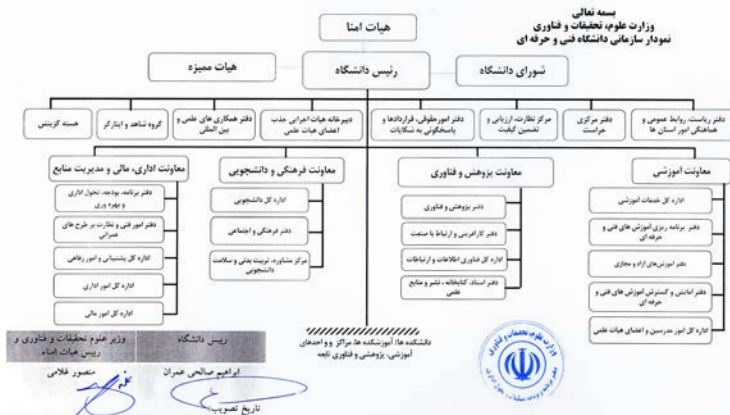 بسمه تعالی
وزارت علوم، تحقیقات و فناوری
نمودار سازمانی دانشگاه فنی و حرفه ای
هیات امنا
شورای دانشگاه
رئیس دانشگاه
هیات ممیزه
دفتر ریاست، روابط عمومی و
هماهنگی امور استان ها
دفتر مرکزی
حراست
مرکز نظارت، ارزیابی و
تضمین کیفیت
دفتر امورحقوقی، قراردادها و
پاسخگوئی به شکایات
دبیرخانه هیات اجرایی جذب
اعضای هیات علمی
دفتر همکاری های علمی و
بین المللی
گروه شاهد و ایثارگر
هسته گزینش
معاونت آموزشی
اداره کل خدمات آموزشی
دفتر برنامه ریزی آموزش های فنی و
حرفه ای
دفتر آموزش‌های آزاد و مجازی
دفتر آمایش و گسترش آموزش های فنی و
حرفه ای
اداره کل امور مدرسین و اعضای هیات علمی
معاونت پژوهش و فناوری
دفتر پژوهش و فناوری
دفتر کارآفرینی و ارتباط با صنعت
اداره کل فناوری اطلاعات و ارتباطات
دفتر اسناد، کتابخانه ، نشر و منابع
علمی
معاونت فرهنگی و دانشجویی
اداره کل دانشجویی
دفتر فرهنگی و اجتماعی
مرکز مشاوره، تربیت بدنی و سلامت
دانشجویی
معاونت اداری، مالی و مدیریت منابع
دفتر برنامه، بودجه، تحول اداری
و بهره وری
دفتر امور فنی و نظارت بر طرح های
عمرانی
اداره کل پشتیبانی و امور رفاهی
اداره کل امور اداری
اداره کل امور مالی
دانشکده ها/ آموزشکده ها، مراکز و واحدهای
آموزشی، پژوهشی و فناوری تابعه
رییس دانشگاه
ابراهیم صالحی عمران
وزیر علوم تحقیقات و فناوری و
رییس هیات امناء
منصور غلامی
تاریخ تصویب:
وزارت علوم، تحقیقات و فناوری